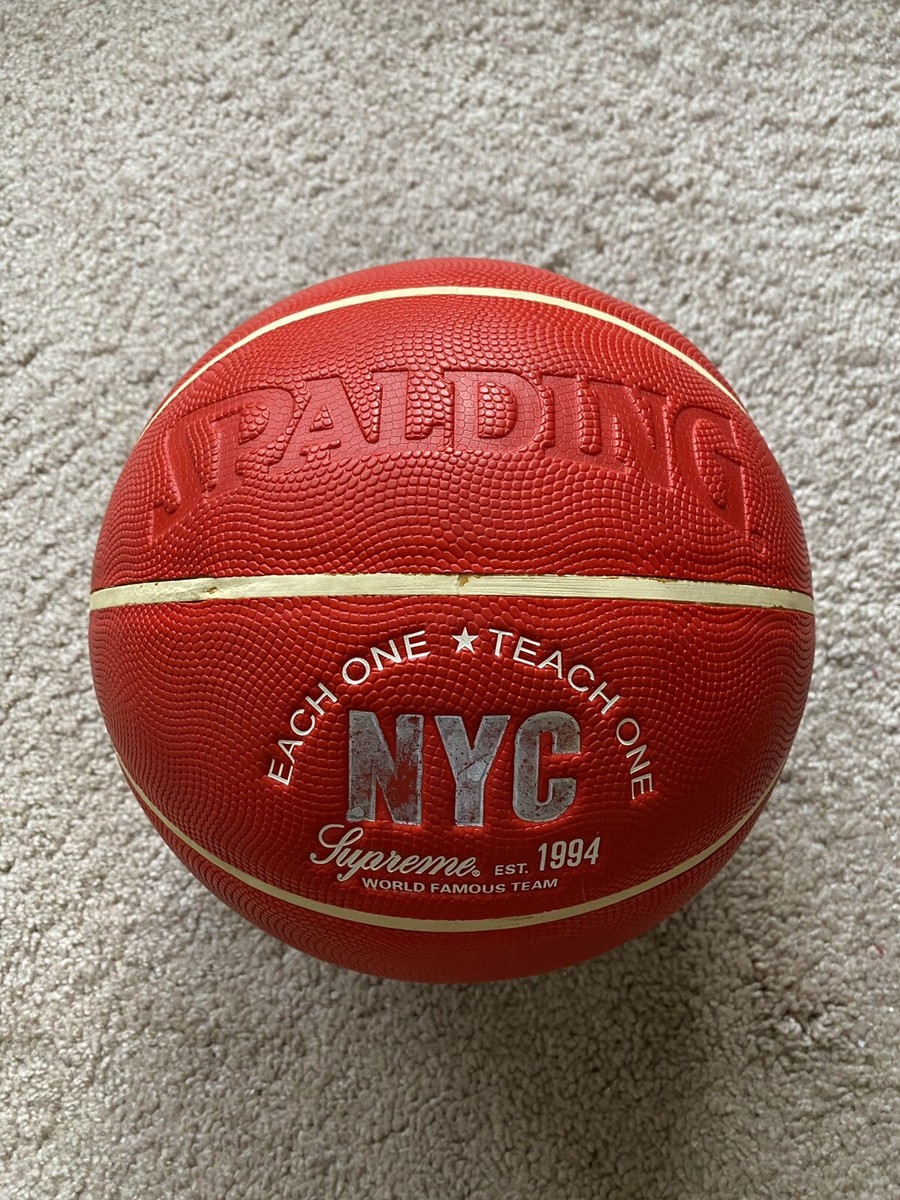 SPALDING
EACH ONE ★ TEACH ONE
NYC
Supreme® EST. 1994
WORLD FAMOUS TEAM